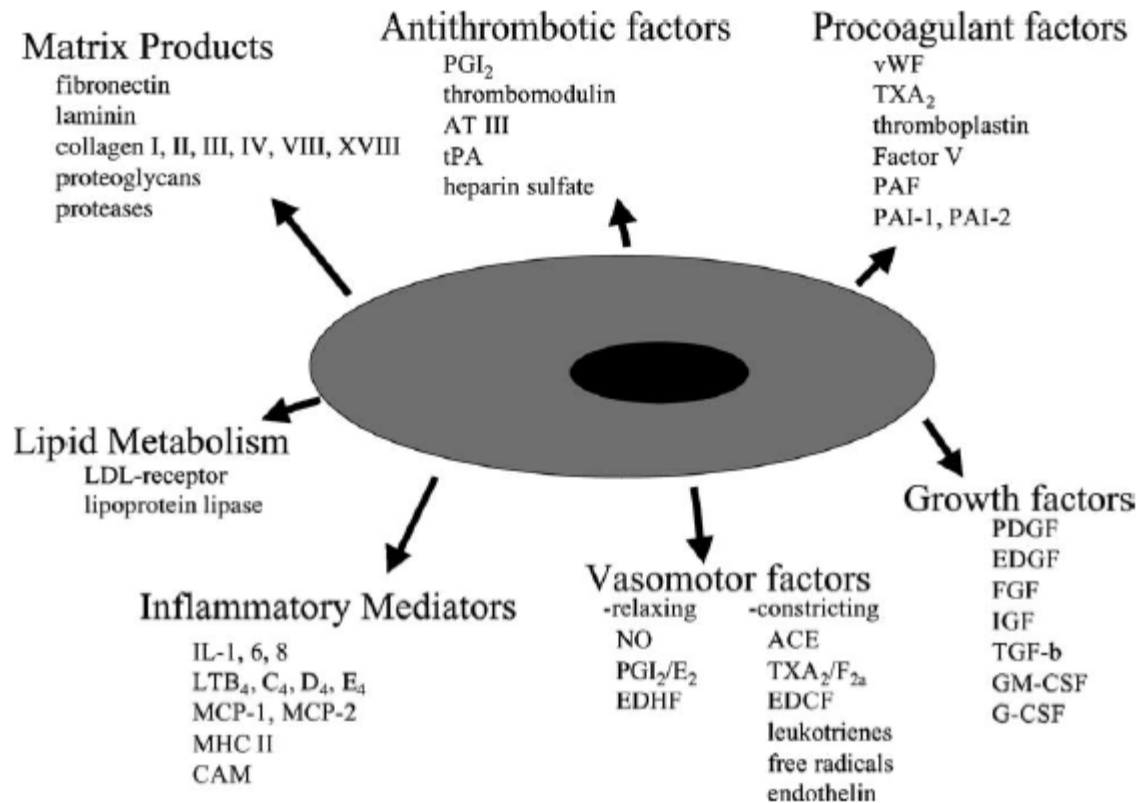 Matrix Products
fibronectin
laminin
collagen I, II, III, IV, VIII, XVIII
proteoglycans
proteases
Antithrombotic factors
PGI₂
thrombomodulin
AT III
tPA
heparin sulfate
Procoagulant factors
vWF
TXA₂
thromboplastin
Factor V
PAF
PAI-1, PAI-2
Lipid Metabolism
LDL-receptor
lipoprotein lipase
Inflammatory Mediators
IL-1, 6, 8
LTB₄, C₄, D₄, E₄
MCP-1, MCP-2
MHC II
CAM
Vasomotor factors
-relaxing
NO
PGI₂/E₂
EDHF
-constricting
ACE
TXA₂/F₂ₐ
EDCF
leukotrienes
free radicals
endothelin
Growth factors
PDGF
EDGF
FGF
IGF
TGF-b
GM-CSF
G-CSF